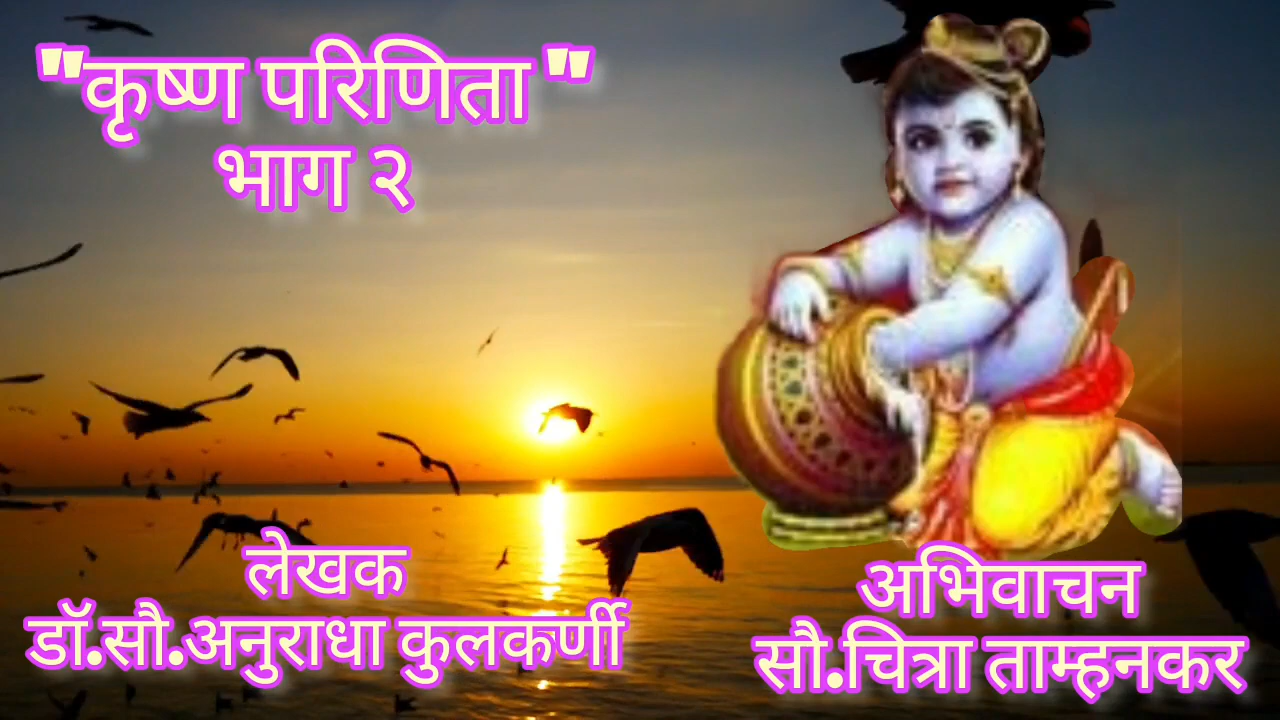 "कृष्ण परिणिता "
भाग २
लेखक
डॉ.सौ.अनुराधा कुलकर्णी
अभिवाचन
सौ.चित्रा ताम्हनकर